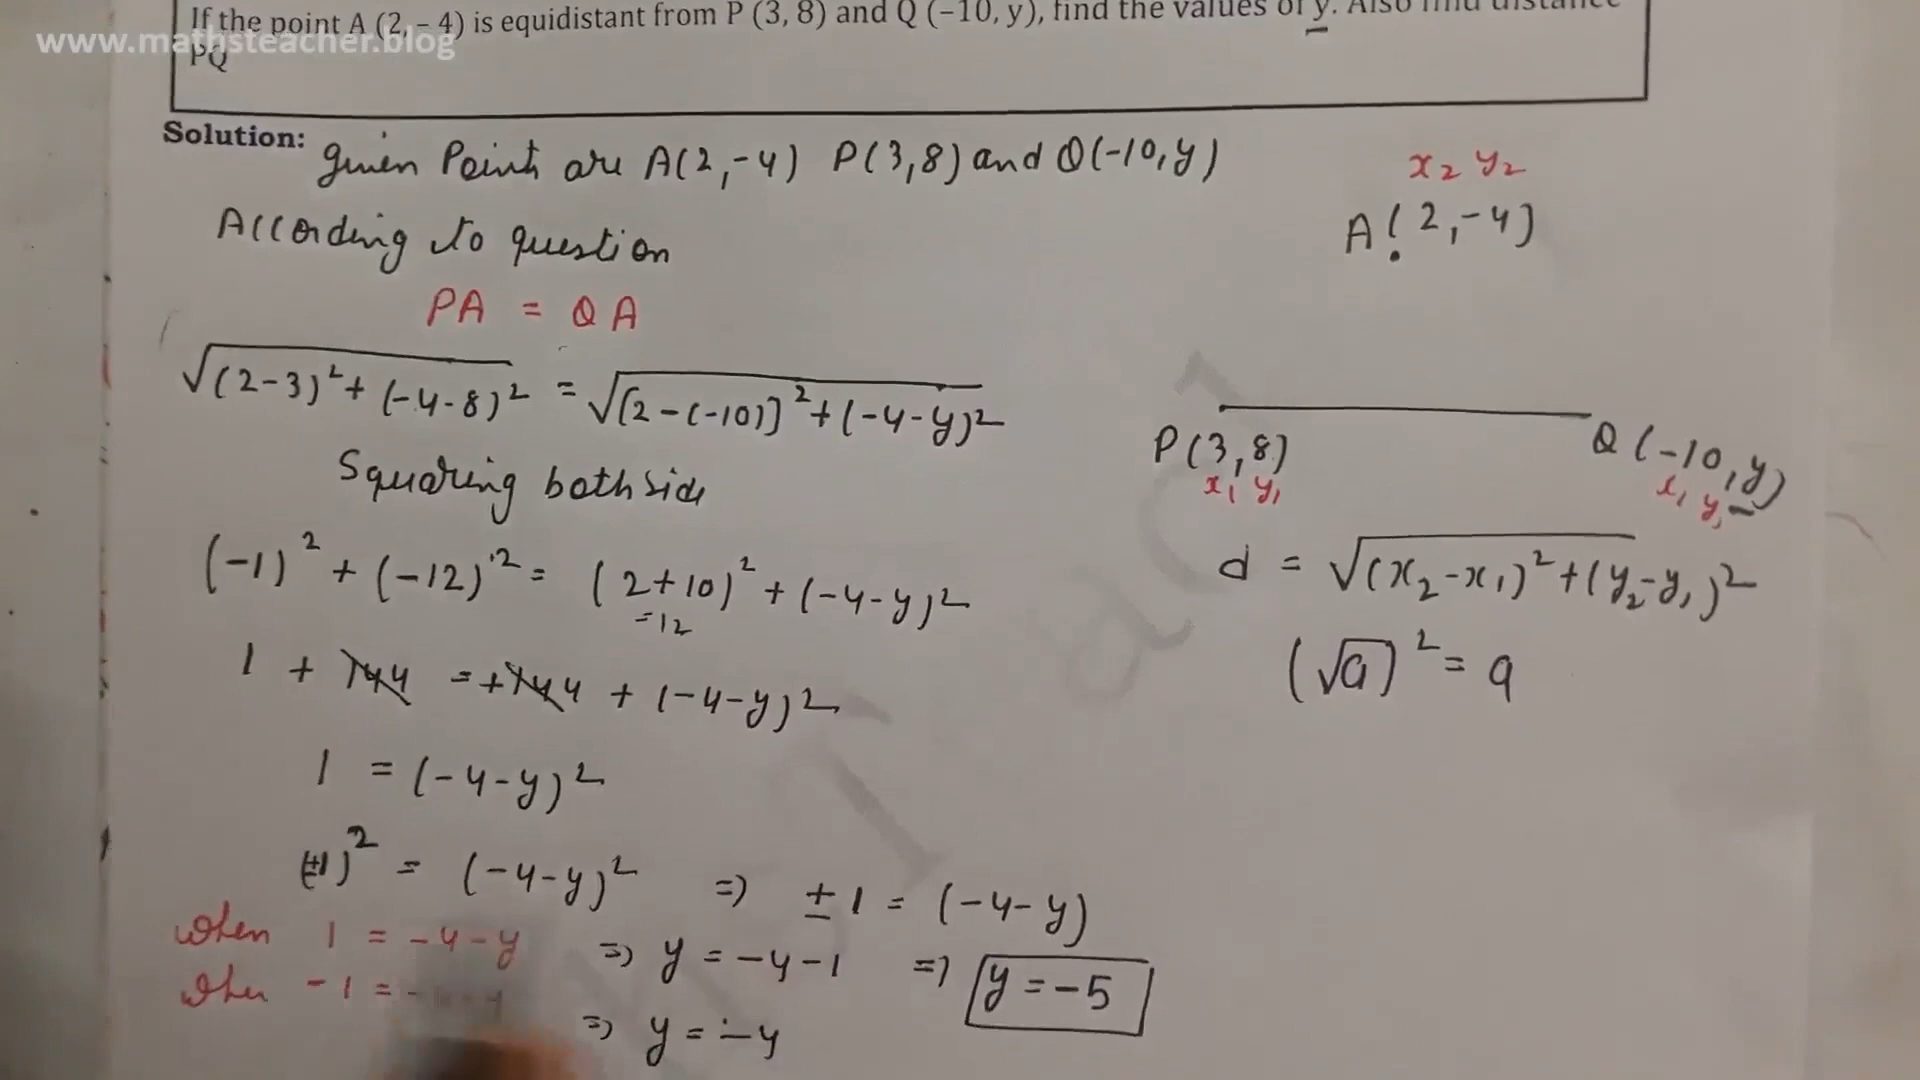 If the point A (2, – 4) is equidistant from P (3, 8) and Q (–10, y), find the values of y. Also find distance
PQ
www.mathsteacher.blog
Solution: given Points are A(2,-4) P(3,8) and Q(-10,y)
x₂ y₂
A(2,-4)
According to question
PA = QA
√(2-3)² + (-4-8)² = √[2-(-10)]² + (-4-y)²
P(3,8)
x₁ y₁
Q(-10,y)
x₁ y₁
Squaring both side
d = √(x₂-x₁)² + (y₂-y₁)²
(-1)² + (-12)² = (2+10)² + (-4-y)²
=12
(√a)² = a
1 + 144 = +144 + (-4-y)²
1 = (-4-y)²
(±1)² = (-4-y)² => ±1 = (-4-y)
when 1 = -4-y => y = -4-1 => y = -5
when -1 =
=> y = -4